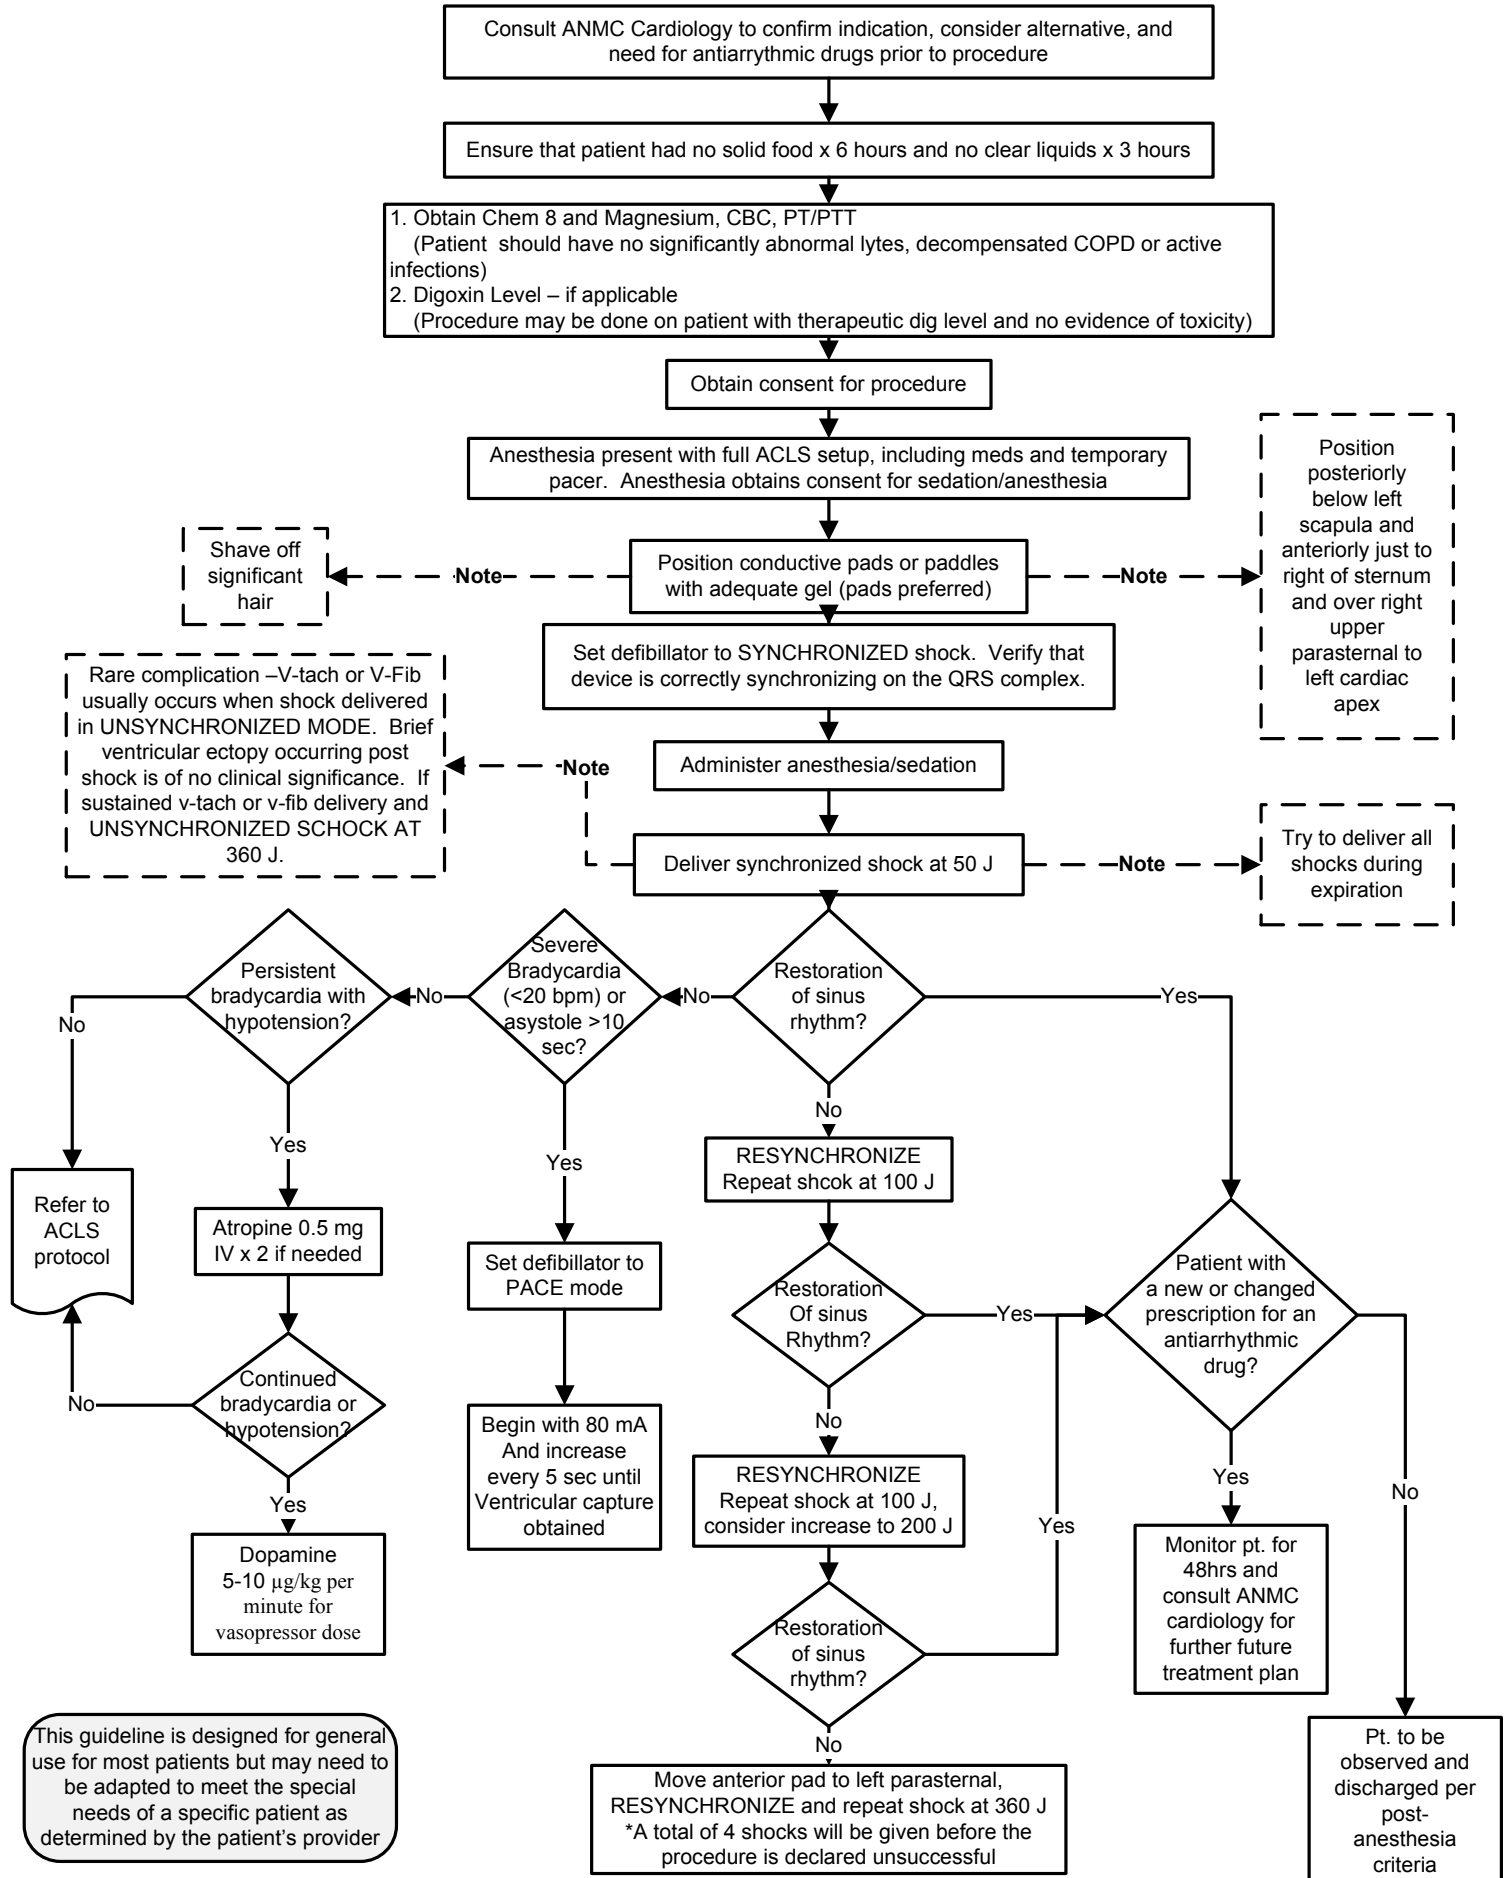 Consult ANMC Cardiology to confirm indication, consider alternative, and
need for antiarrythmic drugs prior to procedure
Ensure that patient had no solid food x 6 hours and no clear liquids x 3 hours
1. Obtain Chem 8 and Magnesium, CBC, PT/PTT
(Patient should have no significantly abnormal lytes, decompensated COPD or active
infections)
2. Digoxin Level – if applicable
(Procedure may be done on patient with therapeutic dig level and no evidence of toxicity)
Obtain consent for procedure
Anesthesia present with full ACLS setup, including meds and temporary
pacer. Anesthesia obtains consent for sedation/anesthesia
Shave off
significant
hair
Note
Position conductive pads or paddles
with adequate gel (pads preferred)
Note
Position
posteriorly
below left
scapula and
anteriorly just to
right of sternum
and over right
upper
parasternal to
left cardiac
apex
Set defibillator to SYNCHRONIZED shock. Verify that
device is correctly synchronizing on the QRS complex.
Rare complication –V-tach or V-Fib
usually occurs when shock delivered
in UNSYNCHRONIZED MODE. Brief
ventricular ectopy occurring post
shock is of no clinical significance. If
sustained v-tach or v-fib delivery and
UNSYNCHRONIZED SCHOCK AT
360 J.
Note
Administer anesthesia/sedation
Deliver synchronized shock at 50 J
Note
Try to deliver all
shocks during
expiration
Persistent
bradycardia with
hypotension?
No
Severe
Bradycardia
(<20 bpm) or
asystole >10
sec?
No
Restoration
of sinus
rhythm?
Yes
No
Yes
Yes
No
Refer to
ACLS
protocol
Atropine 0.5 mg
IV x 2 if needed
Set defibillator to
PACE mode
RESYNCHRONIZE
Repeat shcok at 100 J
Restoration
Of sinus
Rhythm?
Yes
Patient with
a new or changed
prescription for an
antiarrhythmic
drug?
No
Continued
bradycardia or
hypotension?
Yes
Begin with 80 mA
And increase
every 5 sec until
Ventricular capture
obtained
No
RESYNCHRONIZE
Repeat shock at 100 J,
consider increase to 200 J
Yes
Yes
No
Dopamine
5-10 µg/kg per
minute for
vasopressor dose
Restoration
of sinus
rhythm?
Monitor pt. for
48hrs and
consult ANMC
cardiology for
further future
treatment plan
No
This guideline is designed for general
use for most patients but may need to
be adapted to meet the special
needs of a specific patient as
determined by the patient's provider
Move anterior pad to left parasternal,
RESYNCHRONIZE and repeat shock at 360 J
*A total of 4 shocks will be given before the
procedure is declared unsuccessful
Pt. to be
observed and
discharged per
post-
anesthesia
criteria